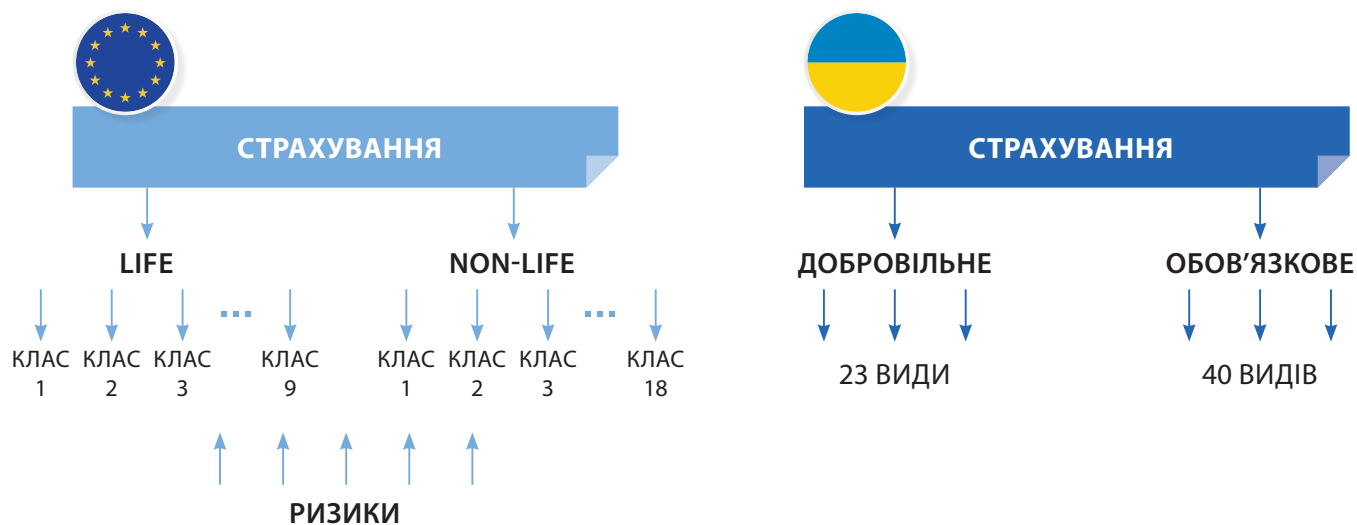 СТРАХУВАННЯ
LIFE
NON-LIFE
КЛАС 1
КЛАС 2
КЛАС 3
...
КЛАС 9
КЛАС 1
КЛАС 2
КЛАС 3
...
КЛАС 18
РИЗИКИ
СТРАХУВАННЯ
ДОБРОВІЛЬНЕ
ОБОВ’ЯЗКОВЕ
23 ВИДИ
40 ВИДІВ